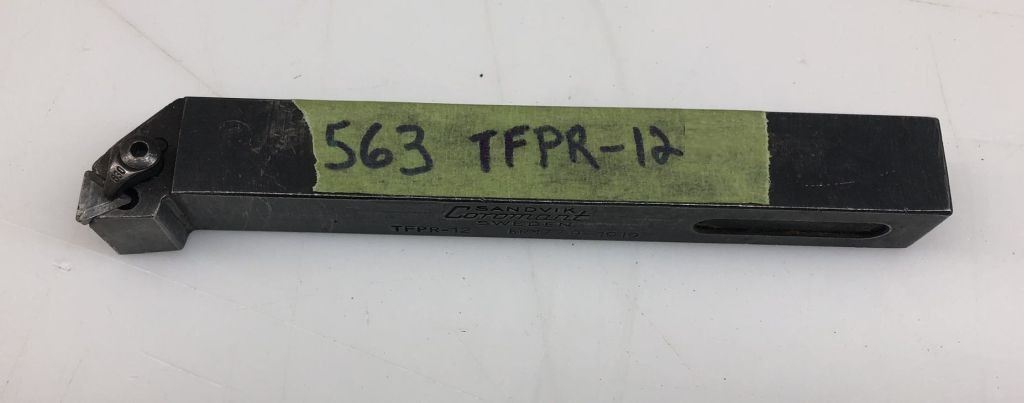 563 TFPR-12
SANDVIK
Coromant
SWEDEN
TFPR-12